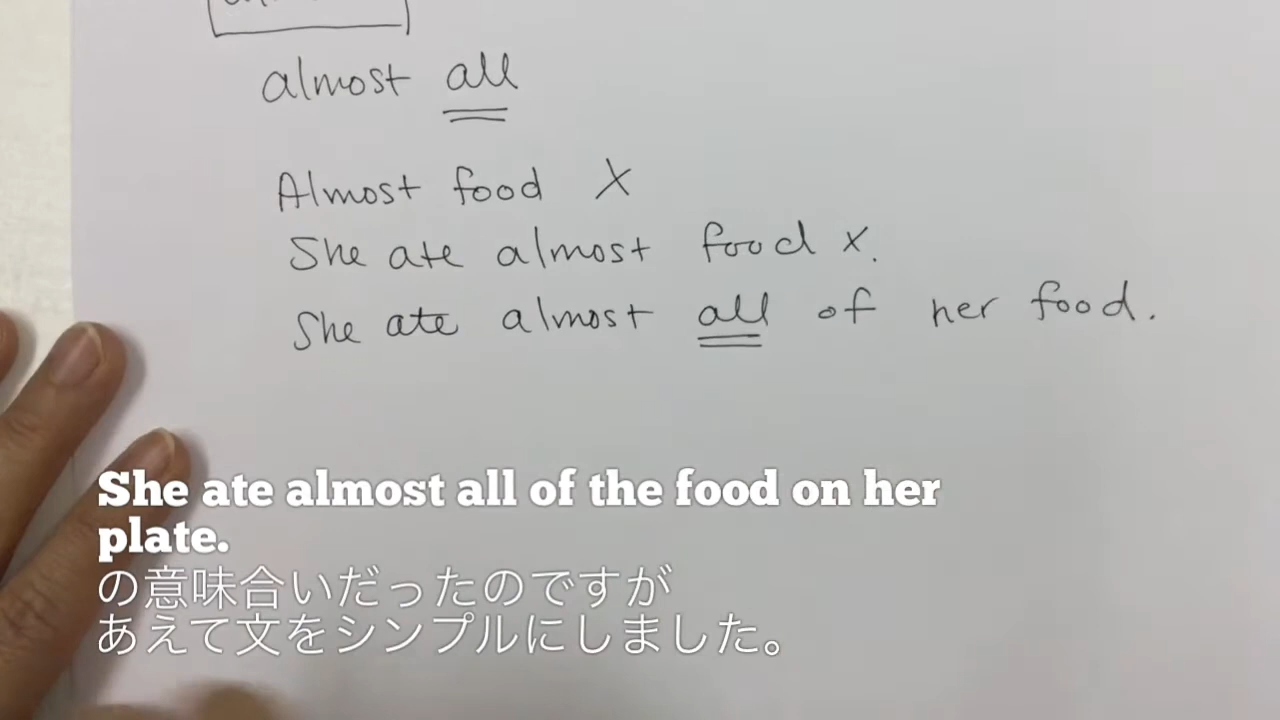 almost all
Almost food X
She ate almost food x.
She ate almost all of her food.
She ate almost all of the food on her
plate.
の意味合いだったのですが
あえて文をシンプルにしました。